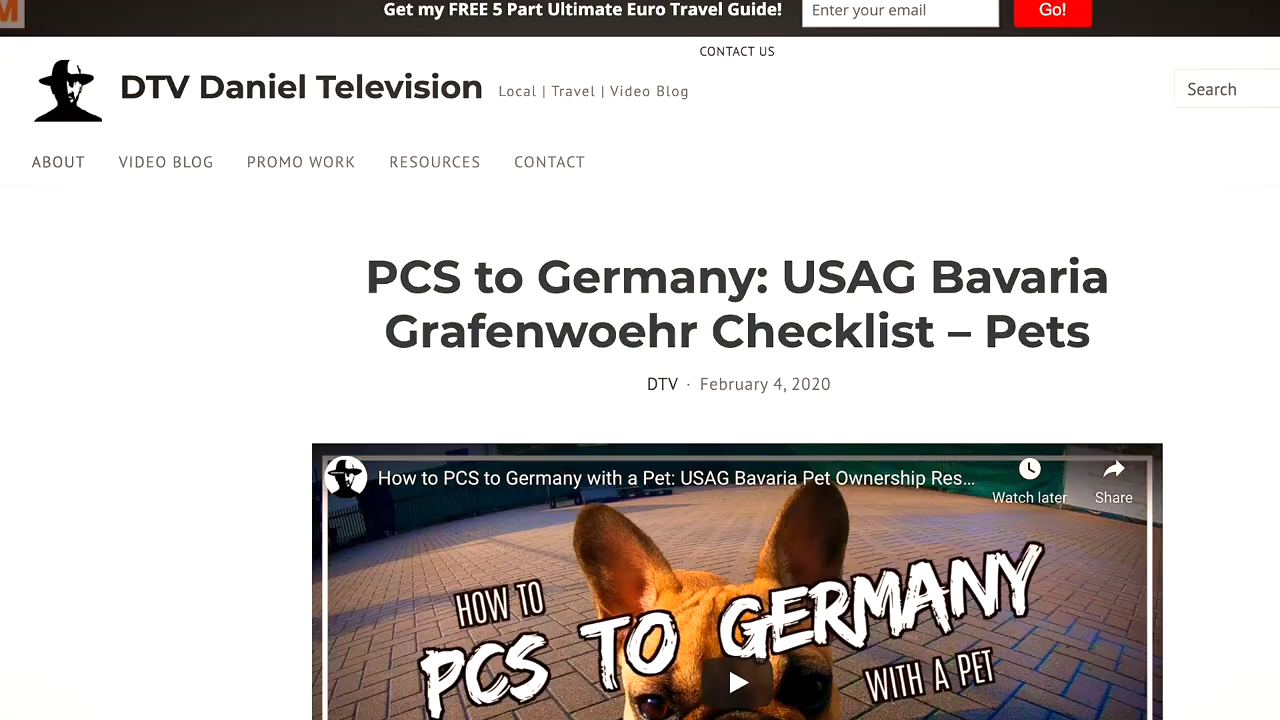 M
Get my FREE 5 Part Ultimate Euro Travel Guide!
Enter your email
Go!
CONTACT US
DTV Daniel Television
Local | Travel | Video Blog
Search
ABOUT VIDEO BLOG PROMO WORK RESOURCES CONTACT
PCS to Germany: USAG Bavaria
Grafenwoehr Checklist – Pets
DTV · February 4, 2020
How to PCS to Germany with a Pet: USAG Bavaria Pet Ownership Res...
Watch later
Share
HOW TO
PCS TO GERMANY
WITH A PET